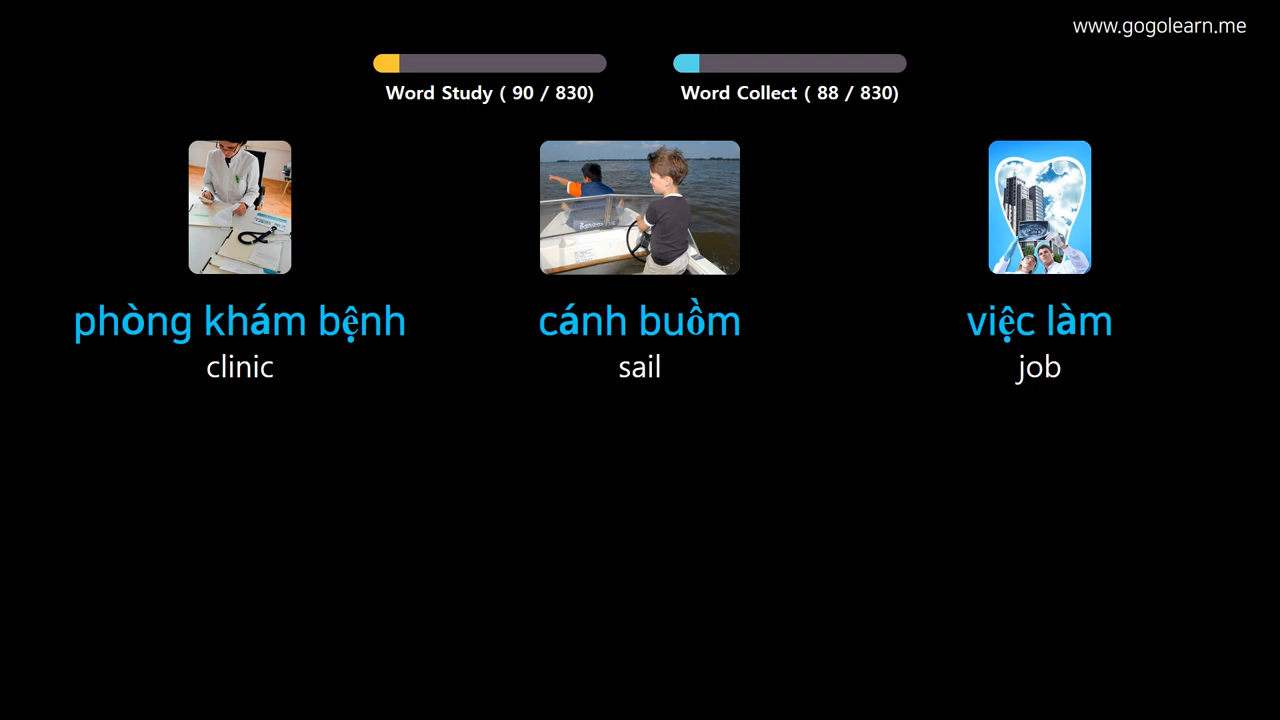 www.gogolearn.me
Word Study ( 90 / 830)
Word Collect ( 88 / 830)
phòng khám bệnh
clinic
cánh buồm
sail
việc làm
job